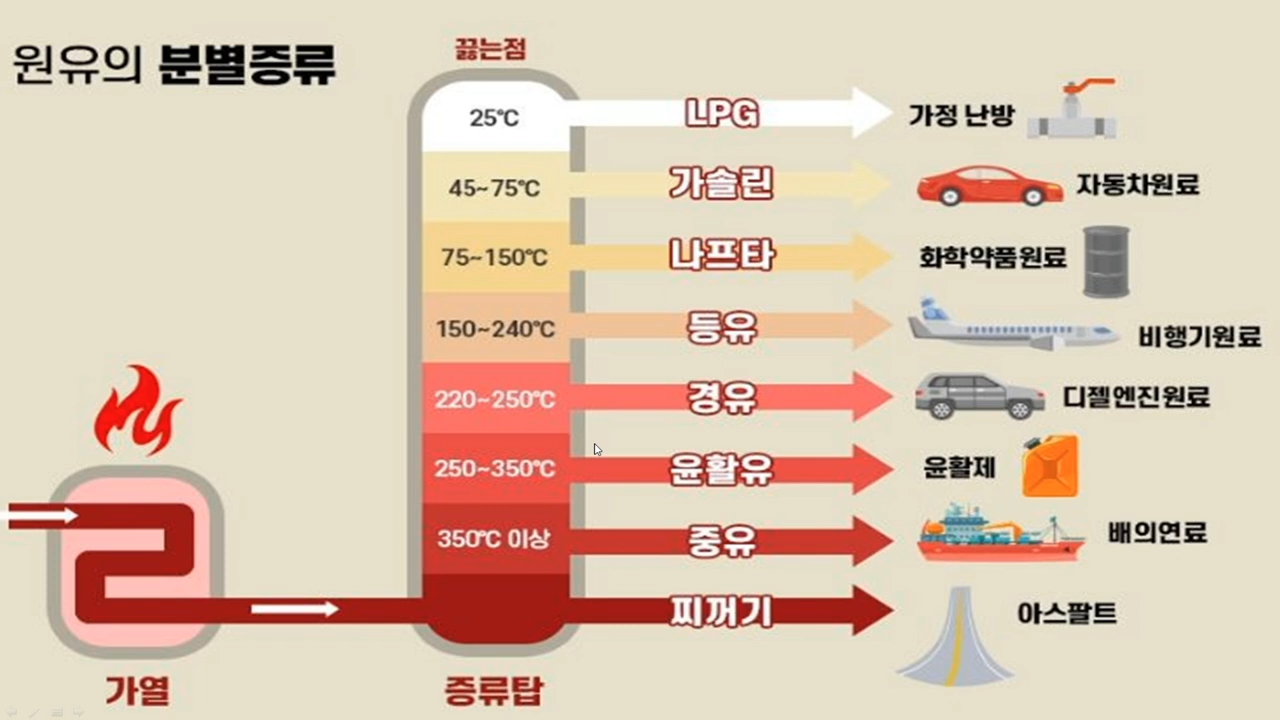 원유의 분별증류
끓는점
25℃
LPG
가정 난방
45~75℃
가솔린
자동차원료
75~150℃
나프타
화학약품원료
150~240℃
등유
비행기원료
220~250℃
경유
디젤엔진원료
250~350℃
윤활유
윤활제
350℃ 이상
중유
배의연료
찌꺼기
아스팔트
가열
증류탑